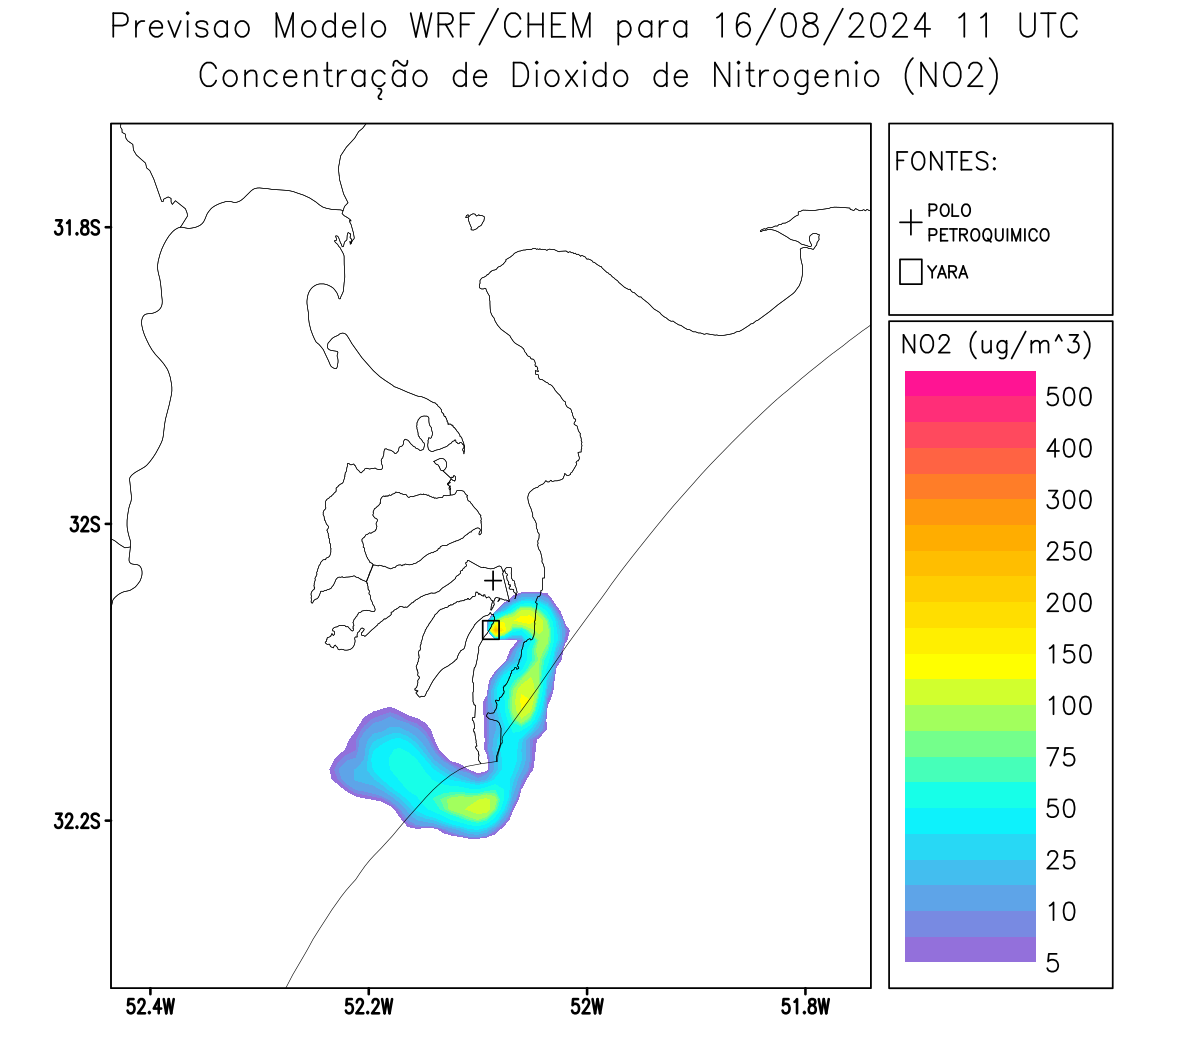 Previsao Modelo WRF/CHEM para 16/08/2024 11 UTC
Concentração de Dioxido de Nitrogenio (NO2)
FONTES:
POLO
PETROQUIMICO
YARA
NO2 (ug/m^3)
500
400
300
250
200
150
100
75
50
25
10
5
31.8S
32S
32.2S
52.4W
52.2W
52W
51.8W